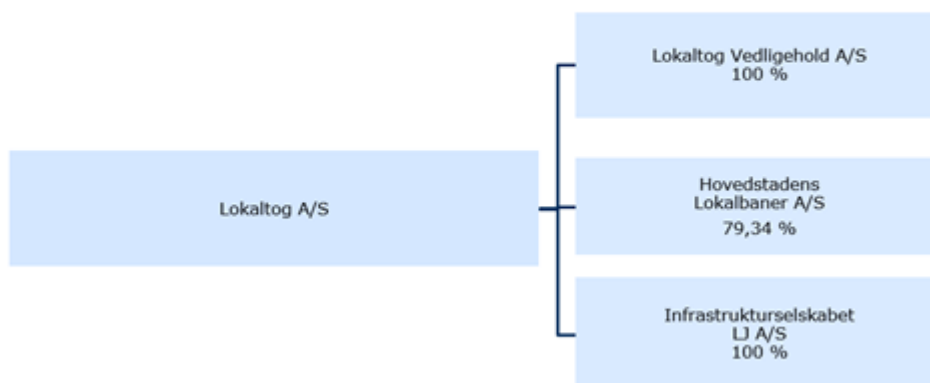 Lokaltog A/S
Lokaltog Vedligehold A/S
100 %
Hovedstadens
Lokalbaner A/S
79,34 %
Infrastrukturselskabet
LJ A/S
100 %